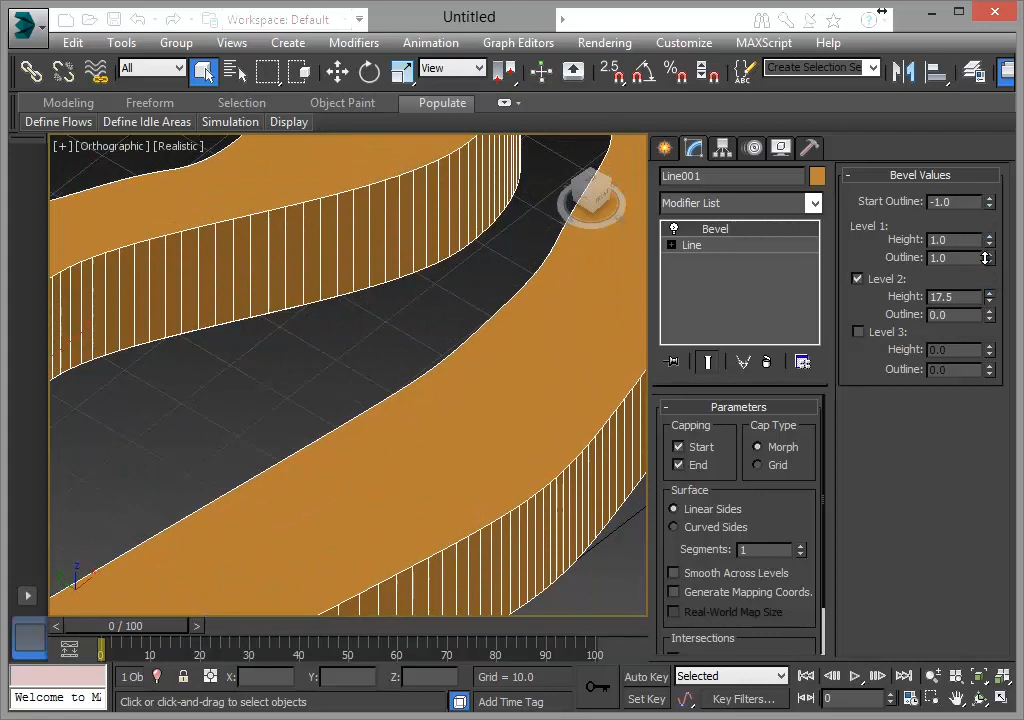 Workspace: Default
Untitled
Edit Tools Group Views Create Modifiers Animation Graph Editors Rendering Customize MAXScript Help
All
View
2.5
%
ABC
Create Selection Se
Modeling Freeform Selection Object Paint Populate
Define Flows Define Idle Areas Simulation Display
[+] [Orthographic] [Realistic]
Line001
Modifier List
Bevel
Line
- Bevel Values
Start Outline: -1.0
Level 1:
Height: 1.0
Outline: 1.0
Level 2:
Height: 17.5
Outline: 0.0
Level 3:
Height: 0.0
Outline: 0.0
- Parameters
Capping
Start
End
Cap Type
Morph
Grid
Surface
Linear Sides
Curved Sides
Segments: 1
Smooth Across Levels
Generate Mapping Coords.
Real-World Map Size
Intersections
z
< 0 / 100 >
0 10 20 30 40 50 60 70 80 90 100
1 Ob X: Y: Z: Grid = 10.0
Auto Key Selected
Welcome to M
Click or click-and-drag to select objects
Add Time Tag
Set Key Key Filters... 0